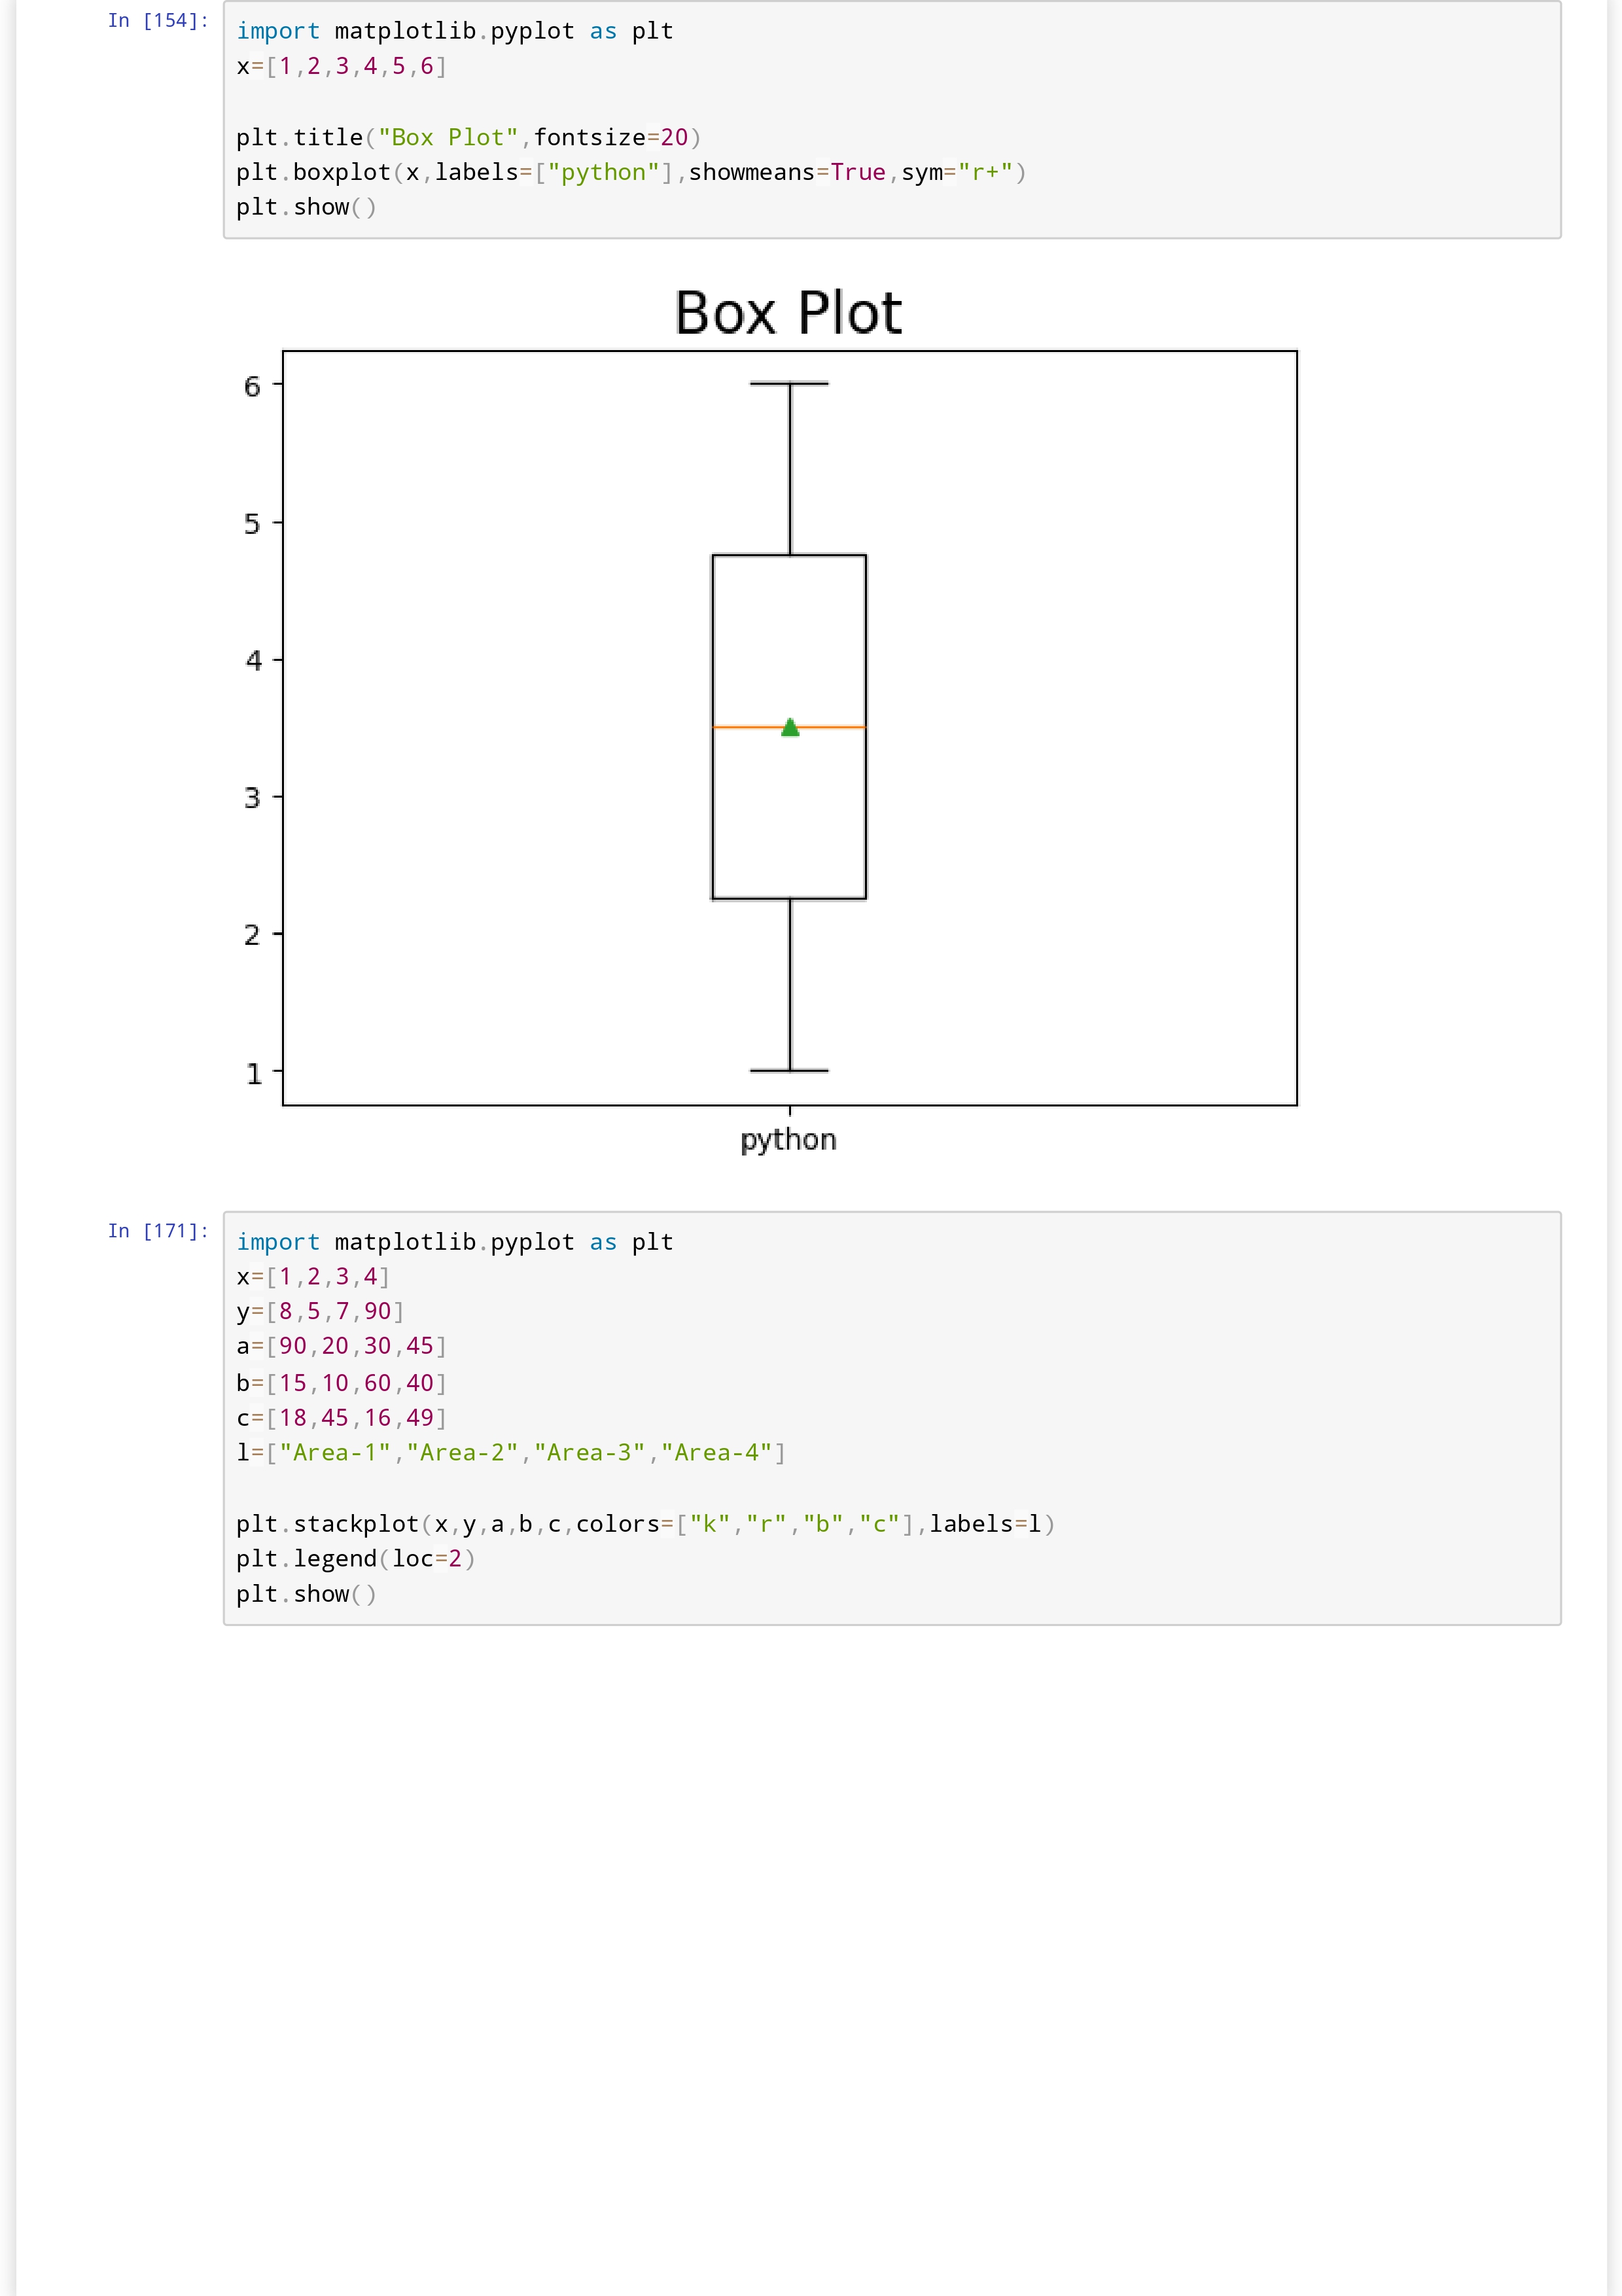 In [154]:
import matplotlib.pyplot as plt
x=[1,2,3,4,5,6]
plt.title("Box Plot",fontsize=20)
plt.boxplot(x,labels=["python"],showmeans=True,sym="r+")
plt.show()
Box Plot
6
5
4
3
2
1
python
In [171]:
import matplotlib.pyplot as plt
x=[1,2,3,4]
y=[8,5,7,90]
a=[90,20,30,45]
b=[15,10,60,40]
c=[18,45,16,49]
l=["Area-1","Area-2","Area-3","Area-4"]
plt.stackplot(x,y,a,b,c,colors=["k","r","b","c"],labels=l)
plt.legend(loc=2)
plt.show()